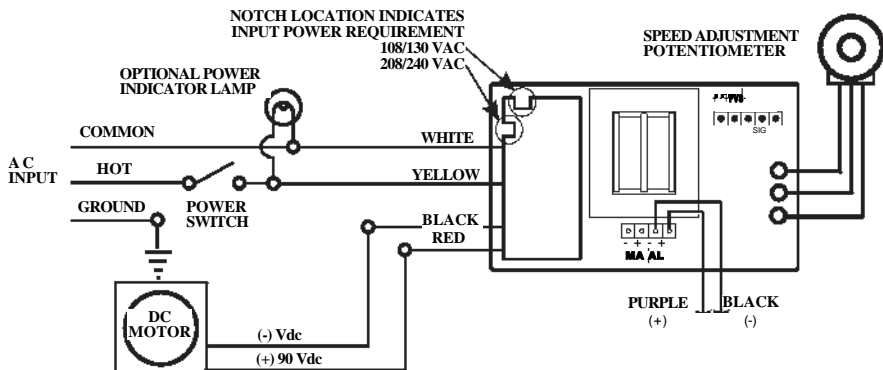 NOTCH LOCATION INDICATES
INPUT POWER REQUIREMENT
108/130 VAC
208/240 VAC
SPEED ADJUSTMENT
POTENTIOMETER
OPTIONAL POWER
INDICATOR LAMP
COMMON
WHITE
SIG
A C
INPUT
HOT
YELLOW
GROUND
POWER
SWITCH
BLACK
RED
- + - +
MA AL
PURPLE
(+)
BLACK
(-)
DC
MOTOR
(-) Vdc
(+) 90 Vdc